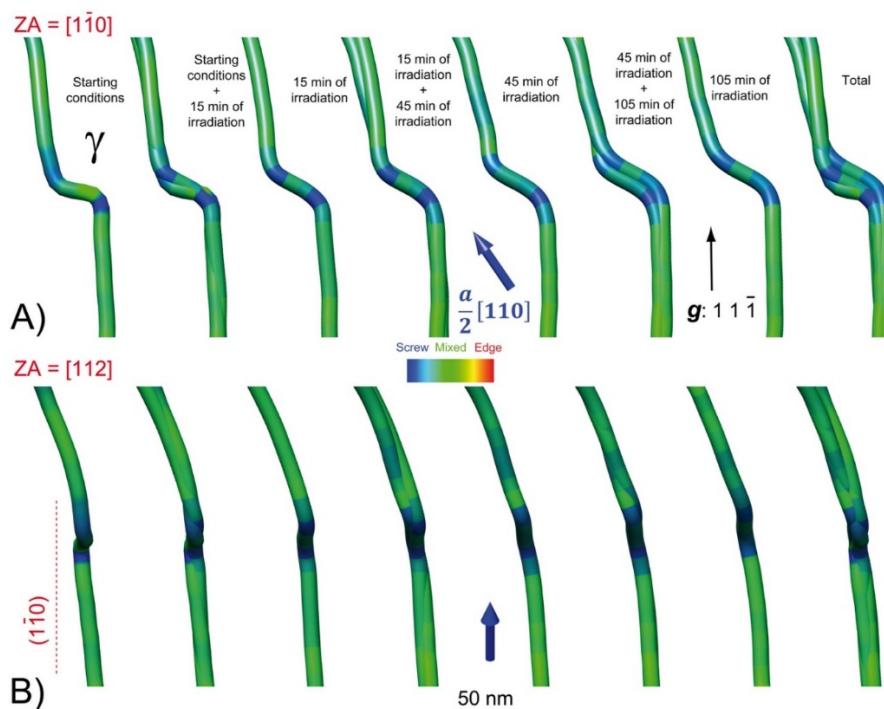 ZA = [11̅0]
Starting
conditions
γ
Starting
conditions
+
15 min of
irradiation
15 min of
irradiation
15 min of
irradiation
+
45 min of
irradiation
45 min of
irradiation
45 min of
irradiation
+
105 min of
irradiation
105 min of
irradiation
Total
a/2 [110]
g: 1 1 1̅
A)
Screw Mixed Edge
ZA = [112]
(11̅0)
B)
50 nm